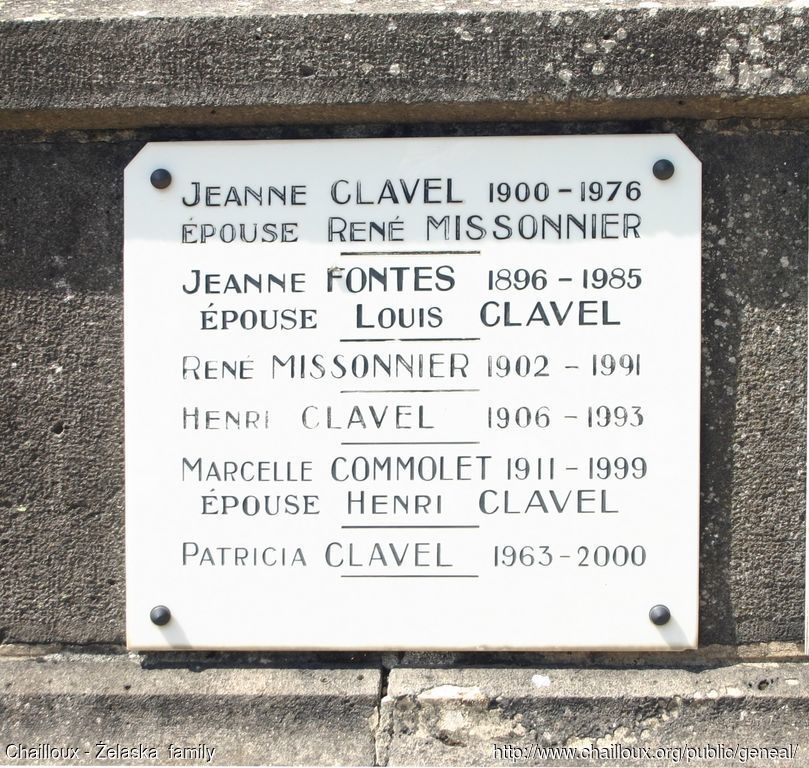 JEANNE CLAVEL 1900-1976
ÉPOUSE RENÉ MISSONNIER
JEANNE FONTES 1896-1985
ÉPOUSE LOUIS CLAVEL
RENÉ MISSONNIER 1902-1991
HENRI CLAVEL 1906-1993
MARCELLE COMMOLET 1911-1999
ÉPOUSE HENRI CLAVEL
PATRICIA CLAVEL 1963-2000
Chailloux - Żelaska family
http://www.chailloux.org/public/geneal/